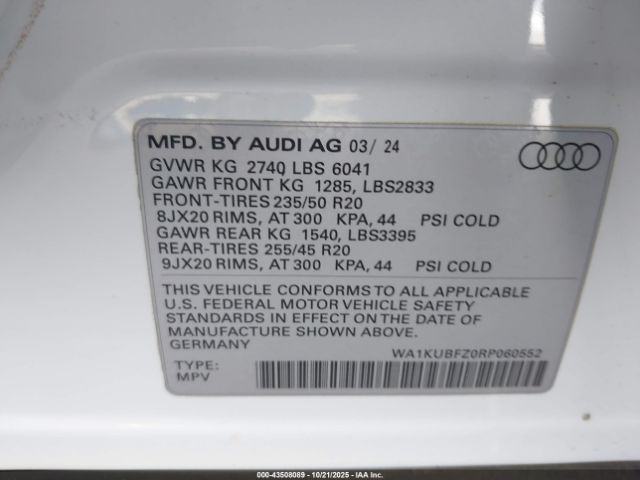 MFD. BY AUDI AG 03/ 24
GVWR KG 2740 LBS 6041
GAWR FRONT KG 1285, LBS2833
FRONT-TIRES 235/50 R20
8JX20 RIMS, AT 300 KPA, 44 PSI COLD
GAWR REAR KG 1540, LBS3395
REAR-TIRES 255/45 R20
9JX20 RIMS, AT 300 KPA, 44 PSI COLD
THIS VEHICLE CONFORMS TO ALL APPLICABLE
U.S. FEDERAL MOTOR VEHICLE SAFETY
STANDARDS IN EFFECT ON THE DATE OF
MANUFACTURE SHOWN ABOVE.
GERMANY
WA1KUBFZ0RP060552
TYPE:
MPV
000-43508089 - 10/21/2025 - IAA Inc.